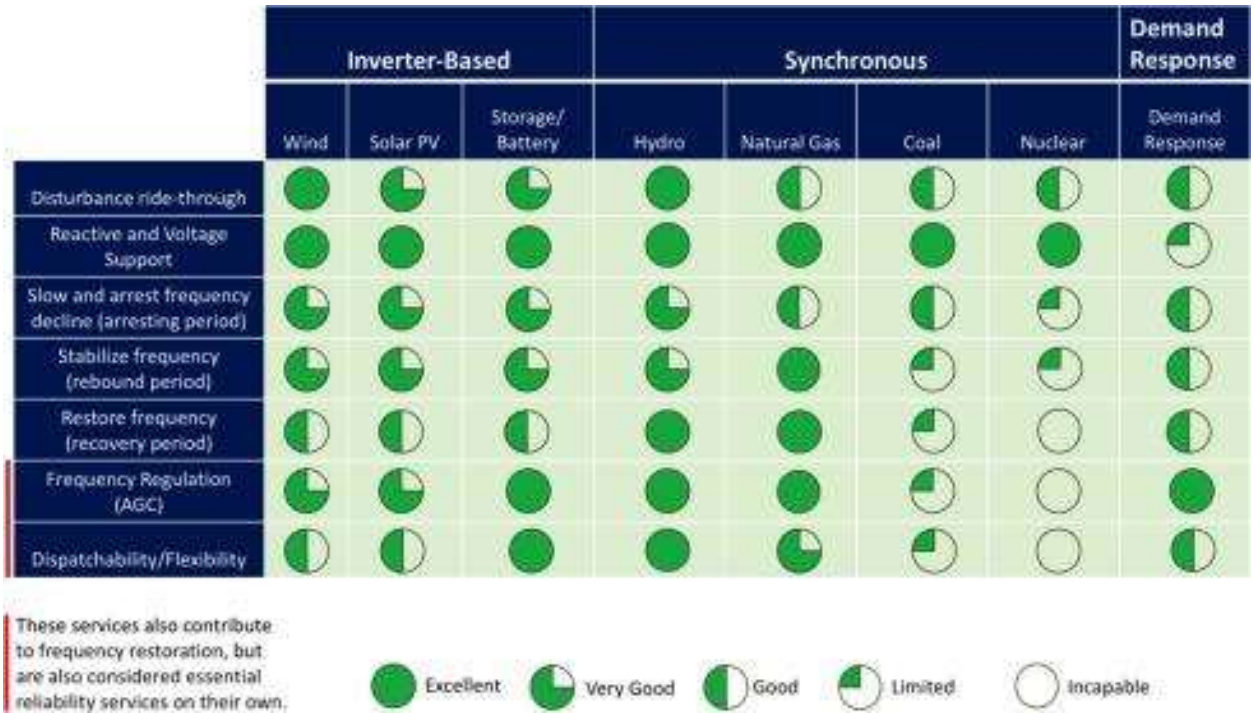 Inverter-Based
Synchronous
Demand
Response
Wind
Solar PV
Storage/
Battery
Hydro
Natural Gas
Coal
Nuclear
Demand
Response
Disturbance ride-through
Reactive and Voltage
Support
Slow and arrest frequency
decline (arresting period)
Stabilize frequency
(rebound period)
Restore frequency
(recovery period)
Frequency Regulation
(AGC)
Dispatchability/Flexibility
These services also contribute
to frequency restoration, but
are also considered essential
reliability services on their own.
Excellent
Very Good
Good
Limited
Incapable